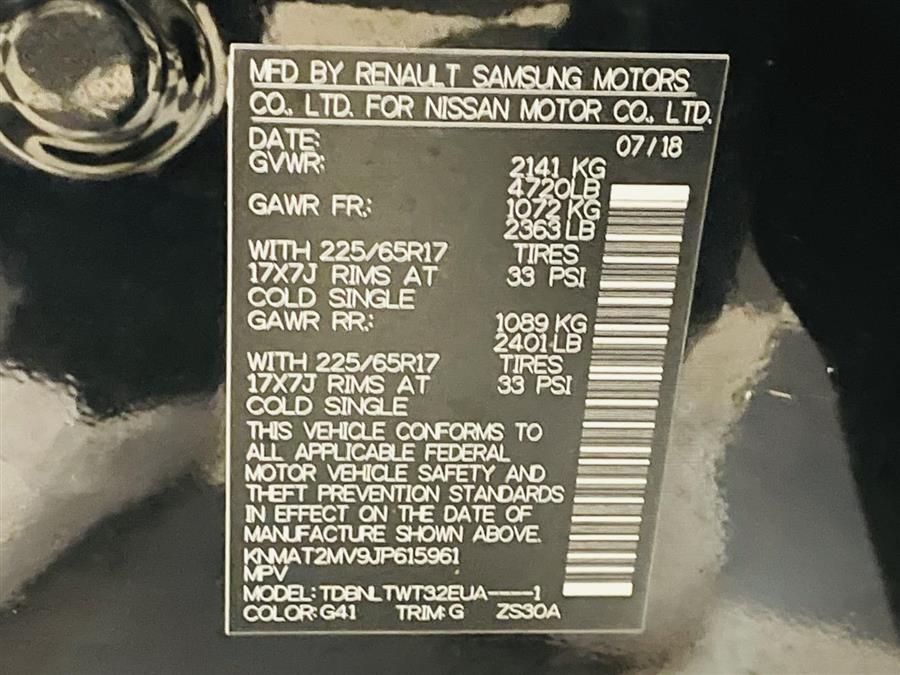 MFD BY RENAULT SAMSUNG MOTORS
CO., LTD. FOR NISSAN MOTOR CO., LTD.
DATE: 07/18
GVWR: 2141 KG
4720LB
GAWR FR.: 1072 KG
2363 LB
WITH 225/65R17 TIRES
17X7J RIMS AT 33 PSI
COLD SINGLE
GAWR RR.: 1089 KG
2401 LB
WITH 225/65R17 TIRES
17X7J RIMS AT 33 PSI
COLD SINGLE
THIS VEHICLE CONFORMS TO
ALL APPLICABLE FEDERAL
MOTOR VEHICLE SAFETY AND
THEFT PREVENTION STANDARDS
IN EFFECT ON THE DATE OF
MANUFACTURE SHOWN ABOVE.
KNMAT2MV9JP615961
MPV
MODEL: TDBNLTWT32EUA----1
COLOR: G41 TRIM: G ZS30A